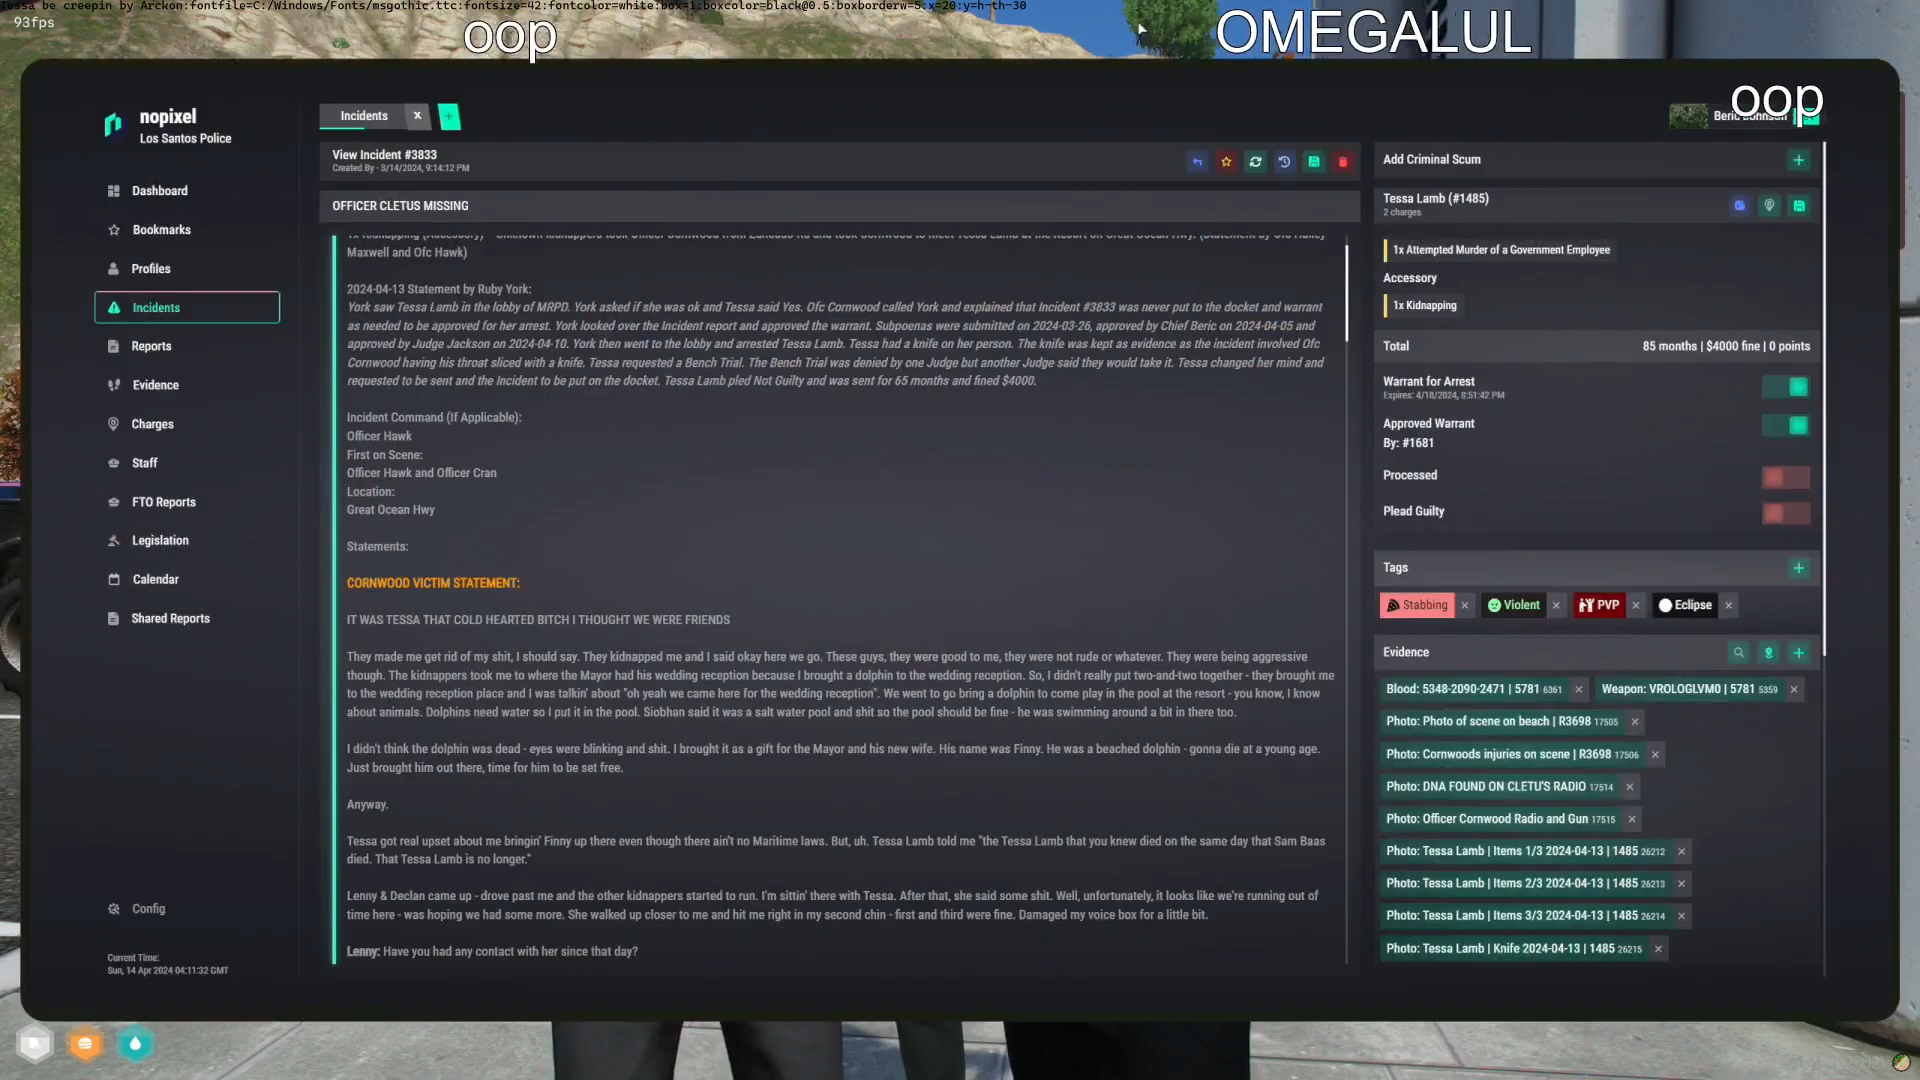 Tessa be creepin by Arckon:fontfile=C:/Windows/Fonts/msgothic.ttc:fontsize=42:fontcolor=white:box=1:boxcolor=black@0.5:boxborderw=5:x=20:y=h-th-30
93fps
oop
OMEGALUL
oop
nopixel
Los Santos Police
Dashboard
Bookmarks
Profiles
Incidents
Reports
Evidence
Charges
Staff
FTO Reports
Legislation
Calendar
Shared Reports
Config
Current Time:
Sun, 14 Apr 2024 04:11:32 GMT
Incidents x +
View Incident #3833
Created By - 3/14/2024, 9:14:12 PM
OFFICER CLETUS MISSING
1x Kidnapping (Accessory) - Unknown kidnappers took Officer Cornwood from Zancudo Rd and took Cornwood to meet Tessa Lamb at the Resort on Great Ocean Hwy. (Statement by Ofc
Maxwell and Ofc Hawk)
2024-04-13 Statement by Ruby York:
York saw Tessa Lamb in the lobby of MRPD. York asked if she was ok and Tessa said Yes. Ofc Cornwood called York and explained that Incident #3833 was never put to the docket and warrant
as needed to be approved for her arrest. York looked over the Incident report and approved the warrant. Subpoenas were submitted on 2024-03-26, approved by Chief Beric on 2024-04-05 and
approved by Judge Jackson on 2024-04-10. York then went to the lobby and arrested Tessa Lamb. Tessa had a knife on her person. The knife was kept as evidence as the incident involved Ofc
Cornwood having his throat sliced with a knife. Tessa requested a Bench Trial. The Bench Trial was denied by one Judge but another Judge said they would take it. Tessa changed her mind and
requested to be sent and the Incident to be put on the docket. Tessa Lamb pled Not Guilty and was sent for 65 months and fined $4000.
Incident Command (If Applicable):
Officer Hawk
First on Scene:
Officer Hawk and Officer Cran
Location:
Great Ocean Hwy
Statements:
CORNWOOD VICTIM STATEMENT:
IT WAS TESSA THAT COLD HEARTED BITCH I THOUGHT WE WERE FRIENDS
They made me get rid of my shit, I should say. They kidnapped me and I said okay here we go. These guys, they were good to me, they were not rude or whatever. They were being aggressive
though. The kidnappers took me to where the Mayor had his wedding reception because I brought a dolphin to the wedding reception. So, I didn't really put two-and-two together - they brought me
to the wedding reception place and I was talkin' about "oh yeah we came here for the wedding reception". We went to go bring a dolphin to come play in the pool at the resort - you know, I know
about animals. Dolphins need water so I put it in the pool. Siobhan said it was a salt water pool and shit so the pool should be fine - he was swimming around a bit in there too.
I didn't think the dolphin was dead - eyes were blinking and shit. I brought it as a gift for the Mayor and his new wife. His name was Finny. He was a beached dolphin - gonna die at a young age.
Just brought him out there, time for him to be set free.
Anyway.
Tessa got real upset about me bringin' Finny up there even though there ain't no Maritime laws. But, uh. Tessa Lamb told me "the Tessa Lamb that you knew died on the same day that Sam Baas
died. That Tessa Lamb is no longer."
Lenny & Declan came up - drove past me and the other kidnappers started to run. I'm sittin' there with Tessa. After that, she said some shit. Well, unfortunately, it looks like we're running out of
time here - was hoping we had some more. She walked up closer to me and hit me right in my second chin - first and third were fine. Damaged my voice box for a little bit.
Lenny: Have you had any contact with her since that day?
Beric Johnson
Add Criminal Scum +
Tessa Lamb (#1485)
2 charges
1x Attempted Murder of a Government Employee
Accessory
1x Kidnapping
Total 85 months | $4000 fine | 0 points
Warrant for Arrest
Expires: 4/18/2024, 8:51:42 PM
Approved Warrant
By: #1681
Processed
Plead Guilty
Tags +
Stabbing × Violent × PVP × Eclipse ×
Evidence +
Blood: 5348-2090-2471 | 5781 6361 × Weapon: VROLOGLVM0 | 5781 5359 ×
Photo: Photo of scene on beach | R3698 17505 ×
Photo: Cornwoods injuries on scene | R3698 17506 ×
Photo: DNA FOUND ON CLETU'S RADIO 17514 ×
Photo: Officer Cornwood Radio and Gun 17515 ×
Photo: Tessa Lamb | Items 1/3 2024-04-13 | 1485 26212 ×
Photo: Tessa Lamb | Items 2/3 2024-04-13 | 1485 26213 ×
Photo: Tessa Lamb | Items 3/3 2024-04-13 | 1485 26214 ×
Photo: Tessa Lamb | Knife 2024-04-13 | 1485 26215 ×